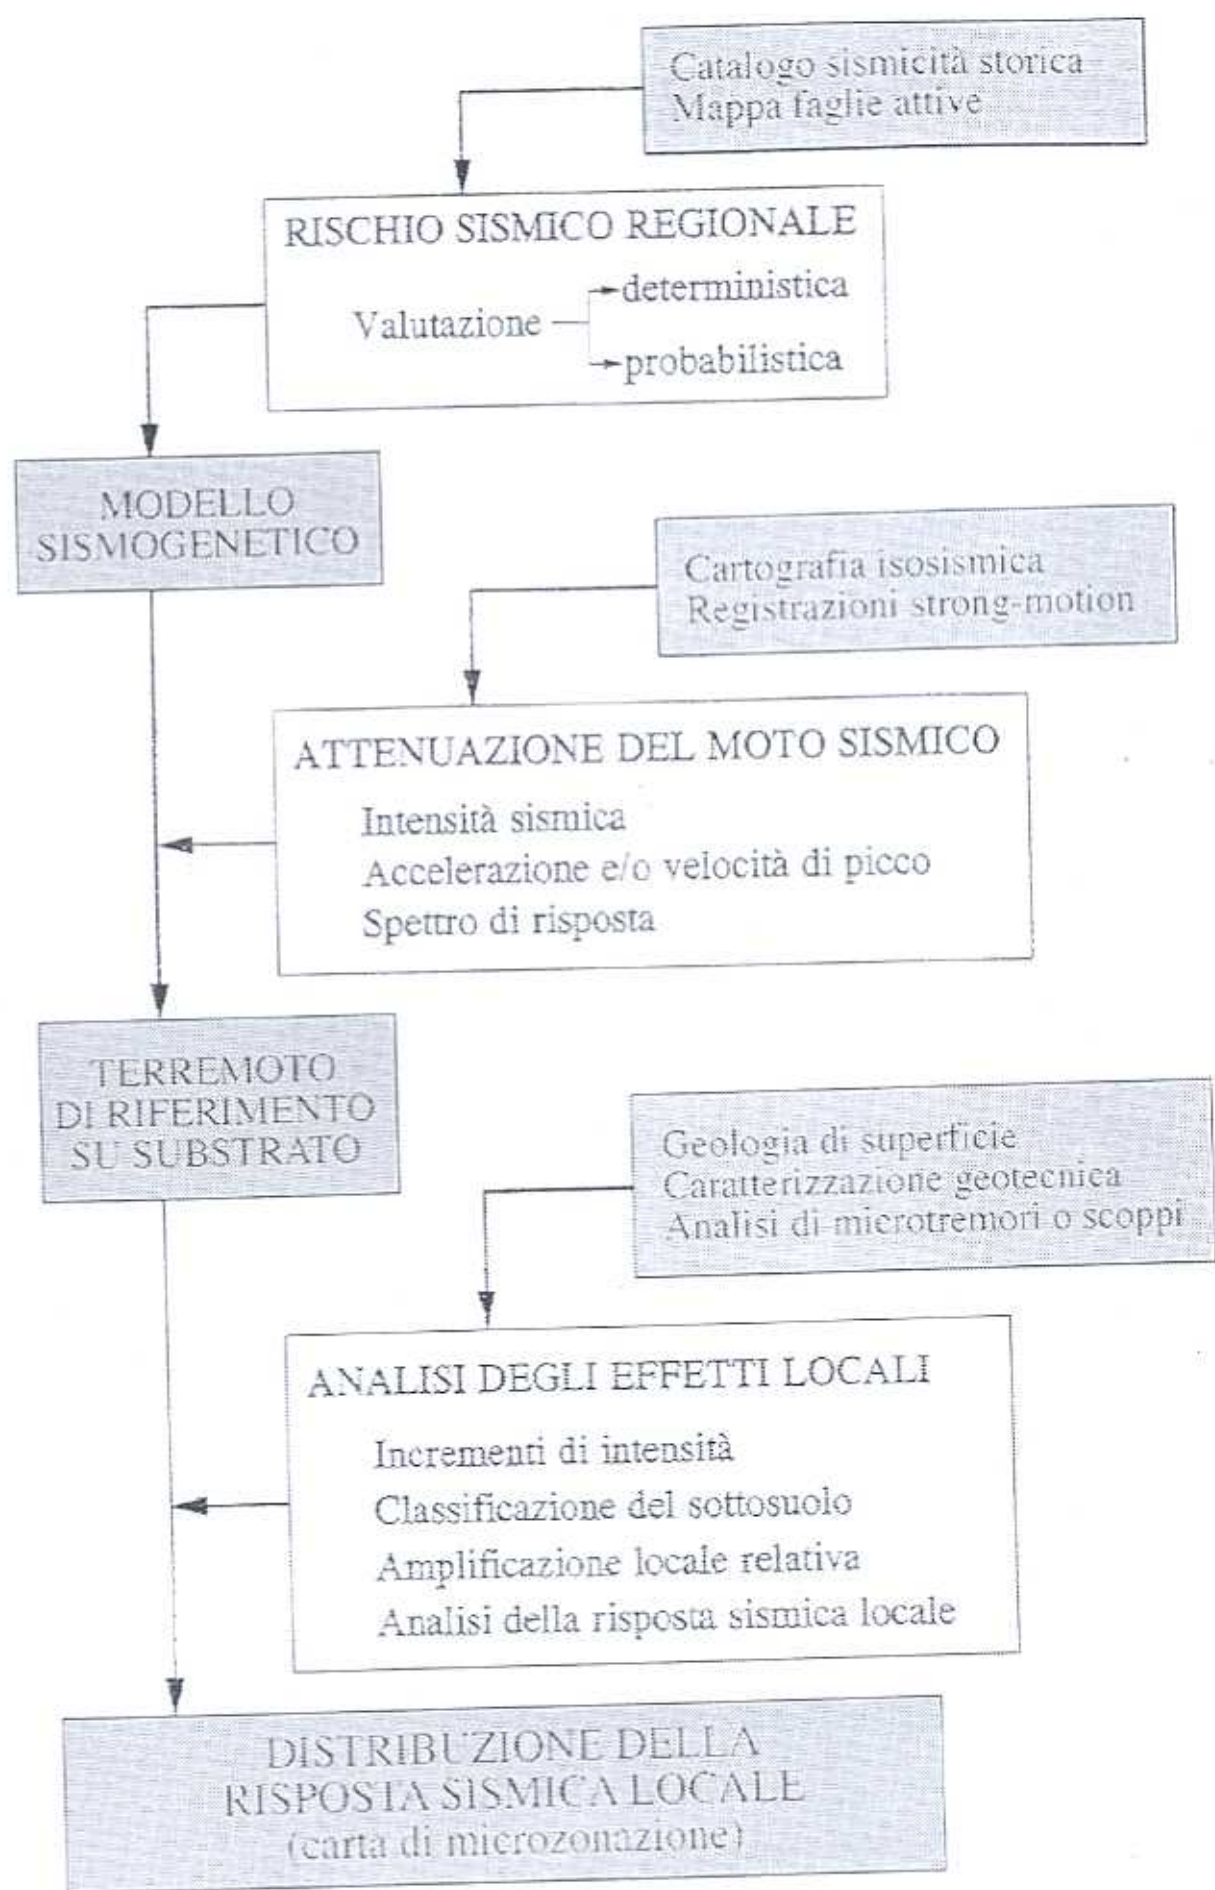 Catalogo sismicità storica
Mappa faglie attive
RISCHIO SISMICO REGIONALE
deterministica
Valutazione
probabilistica
MODELLO
SISMOGENETICO
Cartografia isosismica
Registrazioni strong-motion
ATTENUAZIONE DEL MOTO SISMICO
Intensità sismica
Accelerazione e/o velocità di picco
Spettro di risposta
TERREMOTO
DI RIFERIMENTO
SU SUBSTRATO
Geologia di superficie
Caratterizzazione geotecnica
Analisi di microtremori o scoppi
ANALISI DEGLI EFFETTI LOCALI
Incrementi di intensità
Classificazione del sottosuolo
Amplificazione locale relativa
Analisi della risposta sismica locale
DISTRIBUZIONE DELLA
RISPOSTA SISMICA LOCALE
(carta di microzonazione)